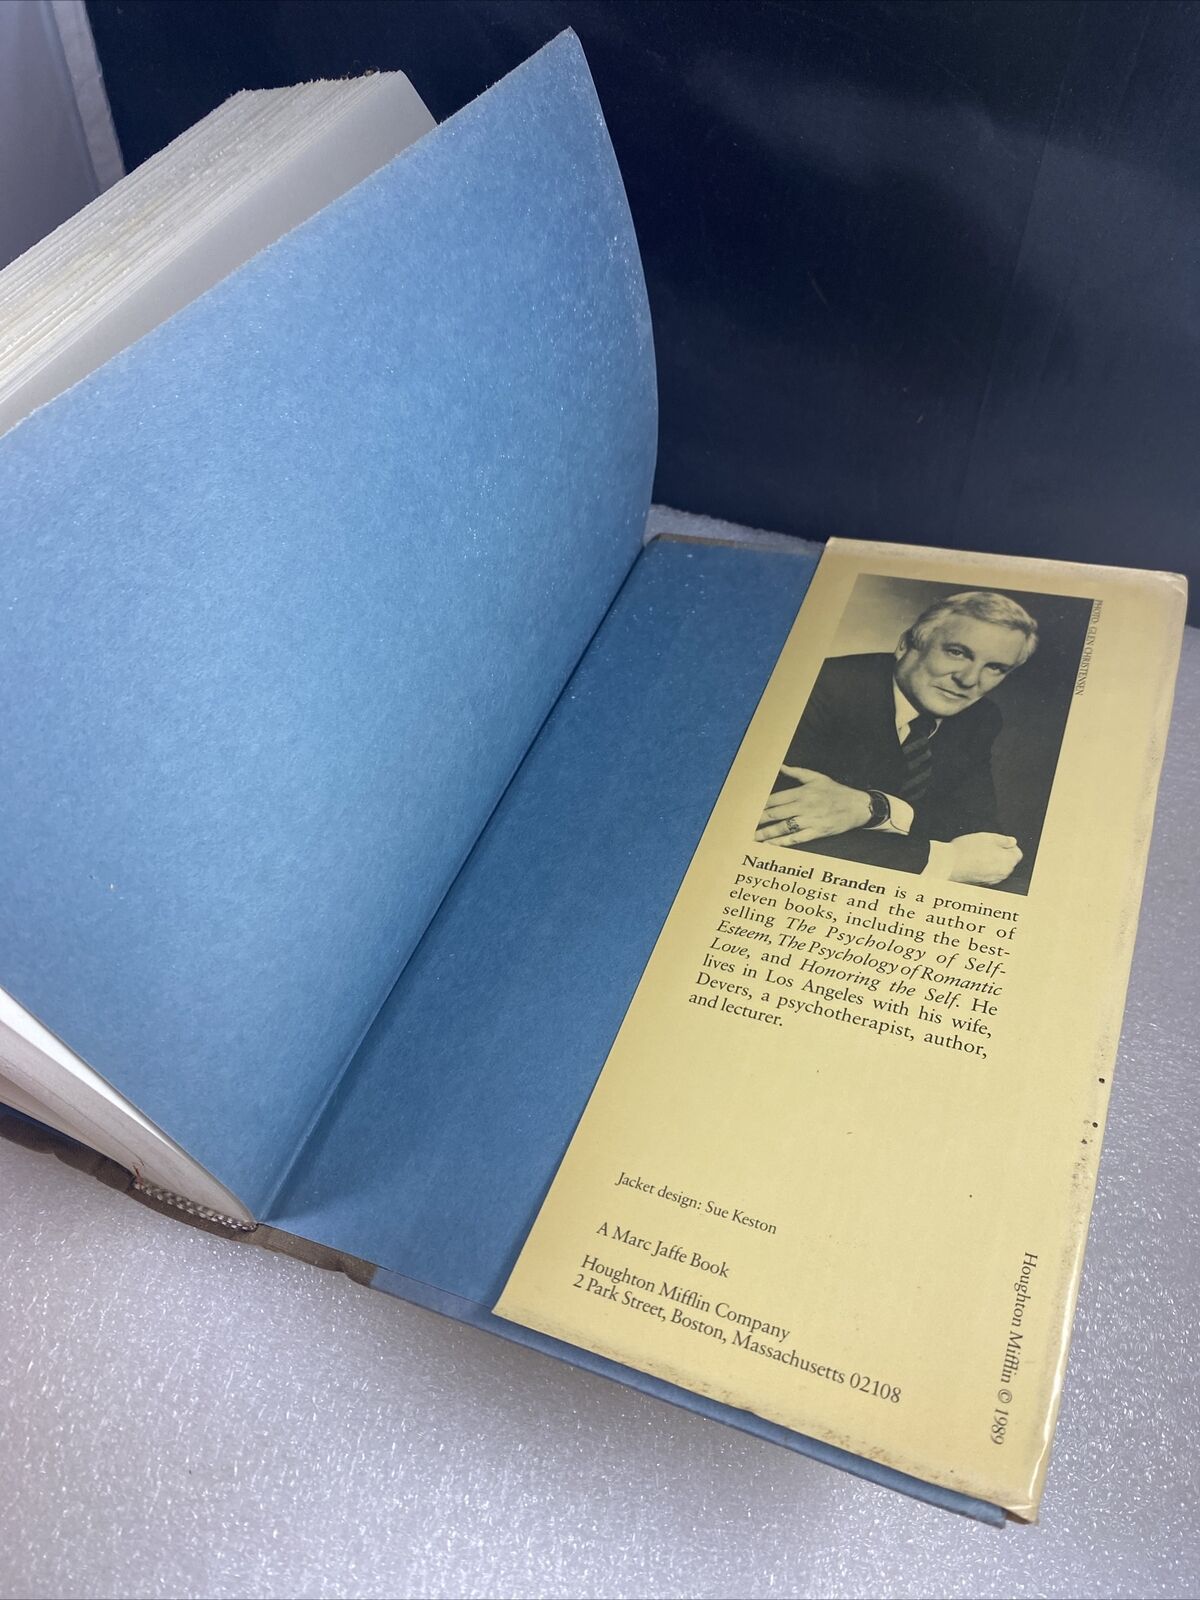 PHOTO: GLEN CHRISTENSEN
Nathaniel Branden is a prominent
psychologist and the author of
eleven books, including the best-
selling The Psychology of Self-
Esteem, The Psychology of Romantic
Love, and Honoring the Self. He
lives in Los Angeles with his wife,
Devers, a psychotherapist, author,
and lecturer.
Jacket design: Sue Keston
A Marc Jaffe Book
Houghton Mifflin Company
2 Park Street, Boston, Massachusetts 02108
Houghton Mifflin © 1989